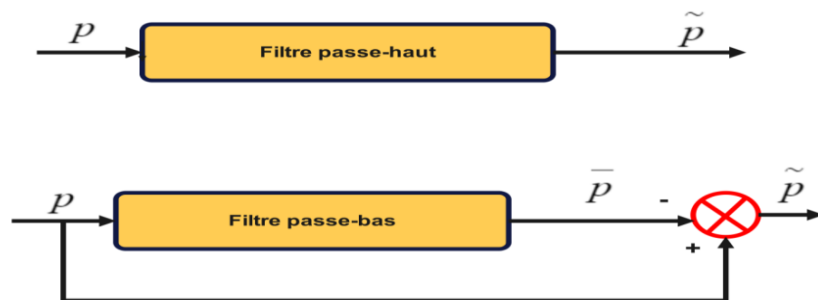 p Filtre passe-haut p̃
p Filtre passe-bas p̄ - p̃
+